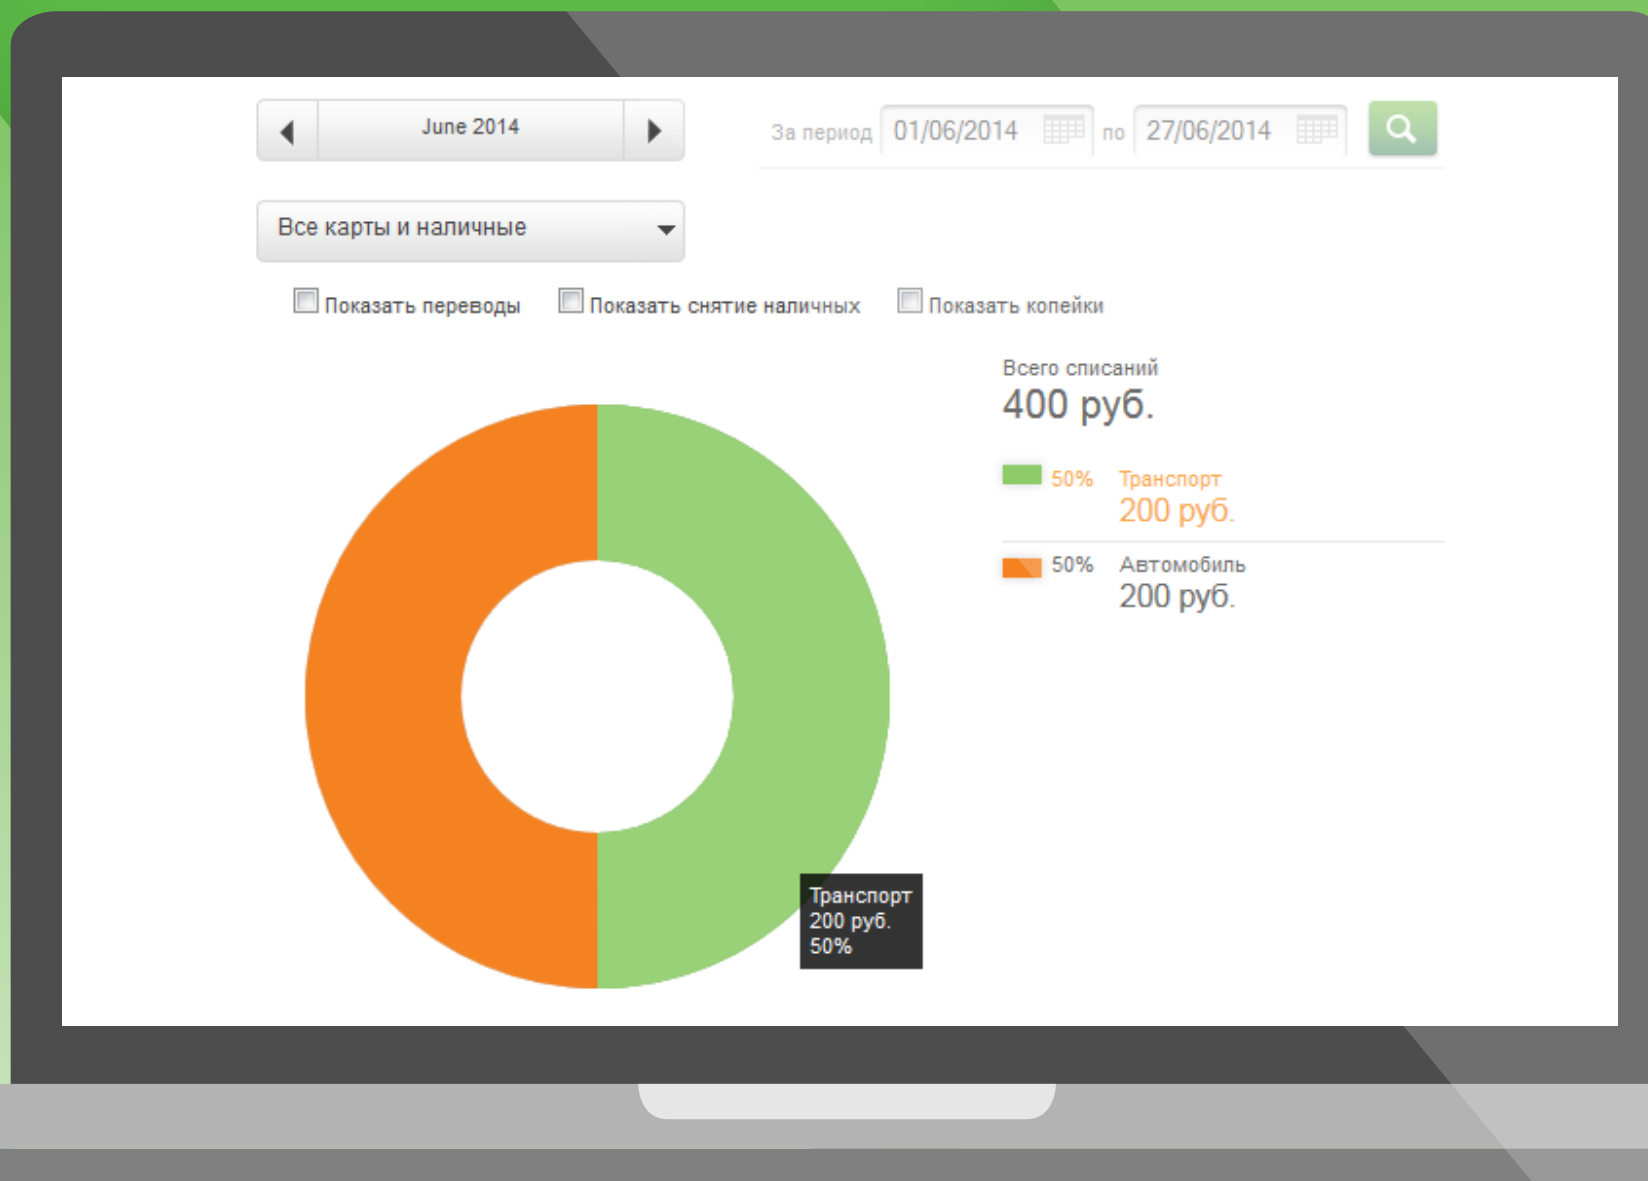 June 2014
За период 01/06/2014 по 27/06/2014
Все карты и наличные
Показать переводы Показать снятие наличных Показать копейки
Всего списаний
400 руб.
50% Транспорт
200 руб.
50% Автомобиль
200 руб.
Транспорт
200 руб.
50%